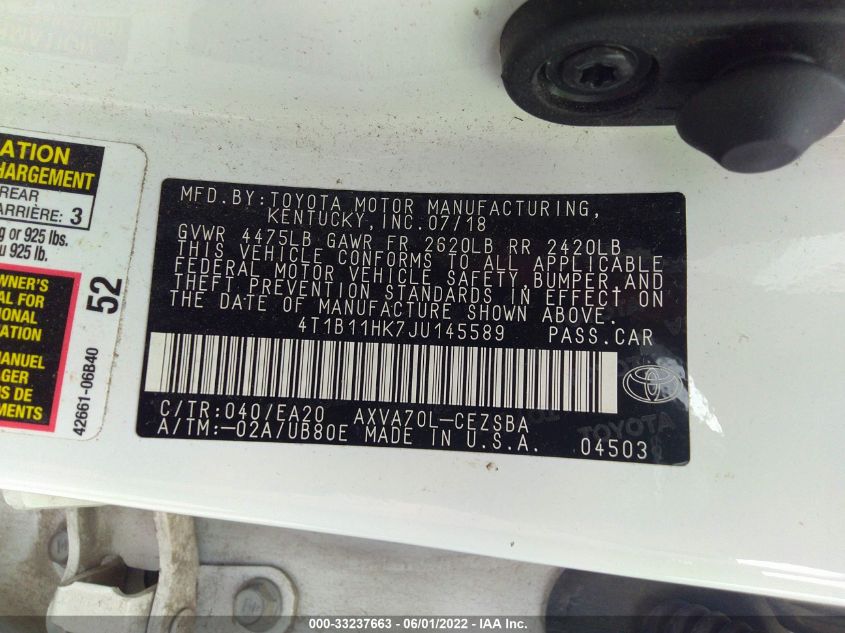 ATION
HARGEMENT
REAR
ARRIÈRE: 3
g or 925 lbs.
u 925 lb.
WNER'S
AL FOR
IONAL
ATION
MANUEL
AGER
US DE
S.
52
42661-06B40
MFD. BY: TOYOTA MOTOR MANUFACTURING,
KENTUCKY, INC. 07/18
GVWR 4475LB GAWR FR 2620LB RR 2420LB
THIS VEHICLE CONFORMS TO ALL APPLICABLE
FEDERAL MOTOR VEHICLE SAFETY, BUMPER, AND
THEFT PREVENTION STANDARDS IN EFFECT ON
THE DATE OF MANUFACTURE SHOWN ABOVE.
4T1B11HK7JU145589 PASS. CAR
C/TR: 040/EA20 AXVA70L-CEZSBA
A/TM: -02A/UB80E MADE IN U.S.A. 04503
TOYOTA
000-33237663 - 06/01/2022 - IAA Inc.